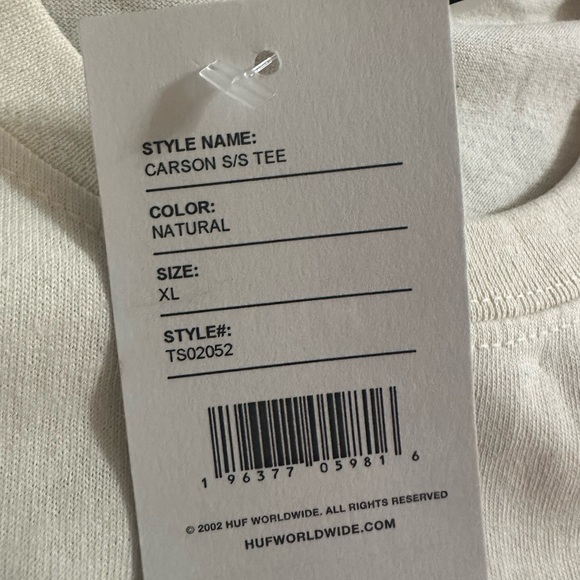 STYLE NAME:
CARSON S/S TEE
COLOR:
NATURAL
SIZE:
XL
STYLE#:
TS02052
1 96377 05981 6
© 2002 HUF WORLDWIDE. ALL RIGHTS RESERVED
HUFWORLDWIDE.COM